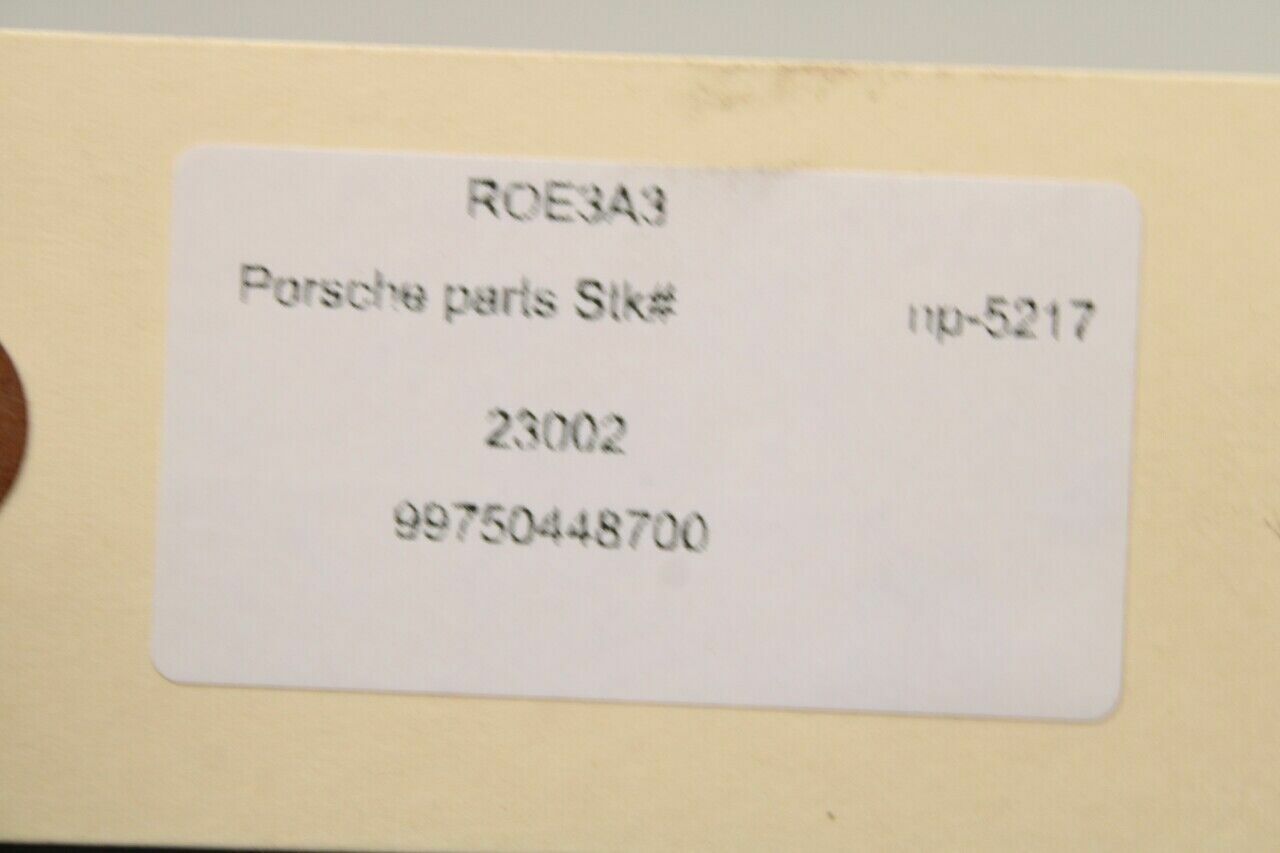 ROE3A3
Porsche parts Stk# np-5217
23002
99750448700